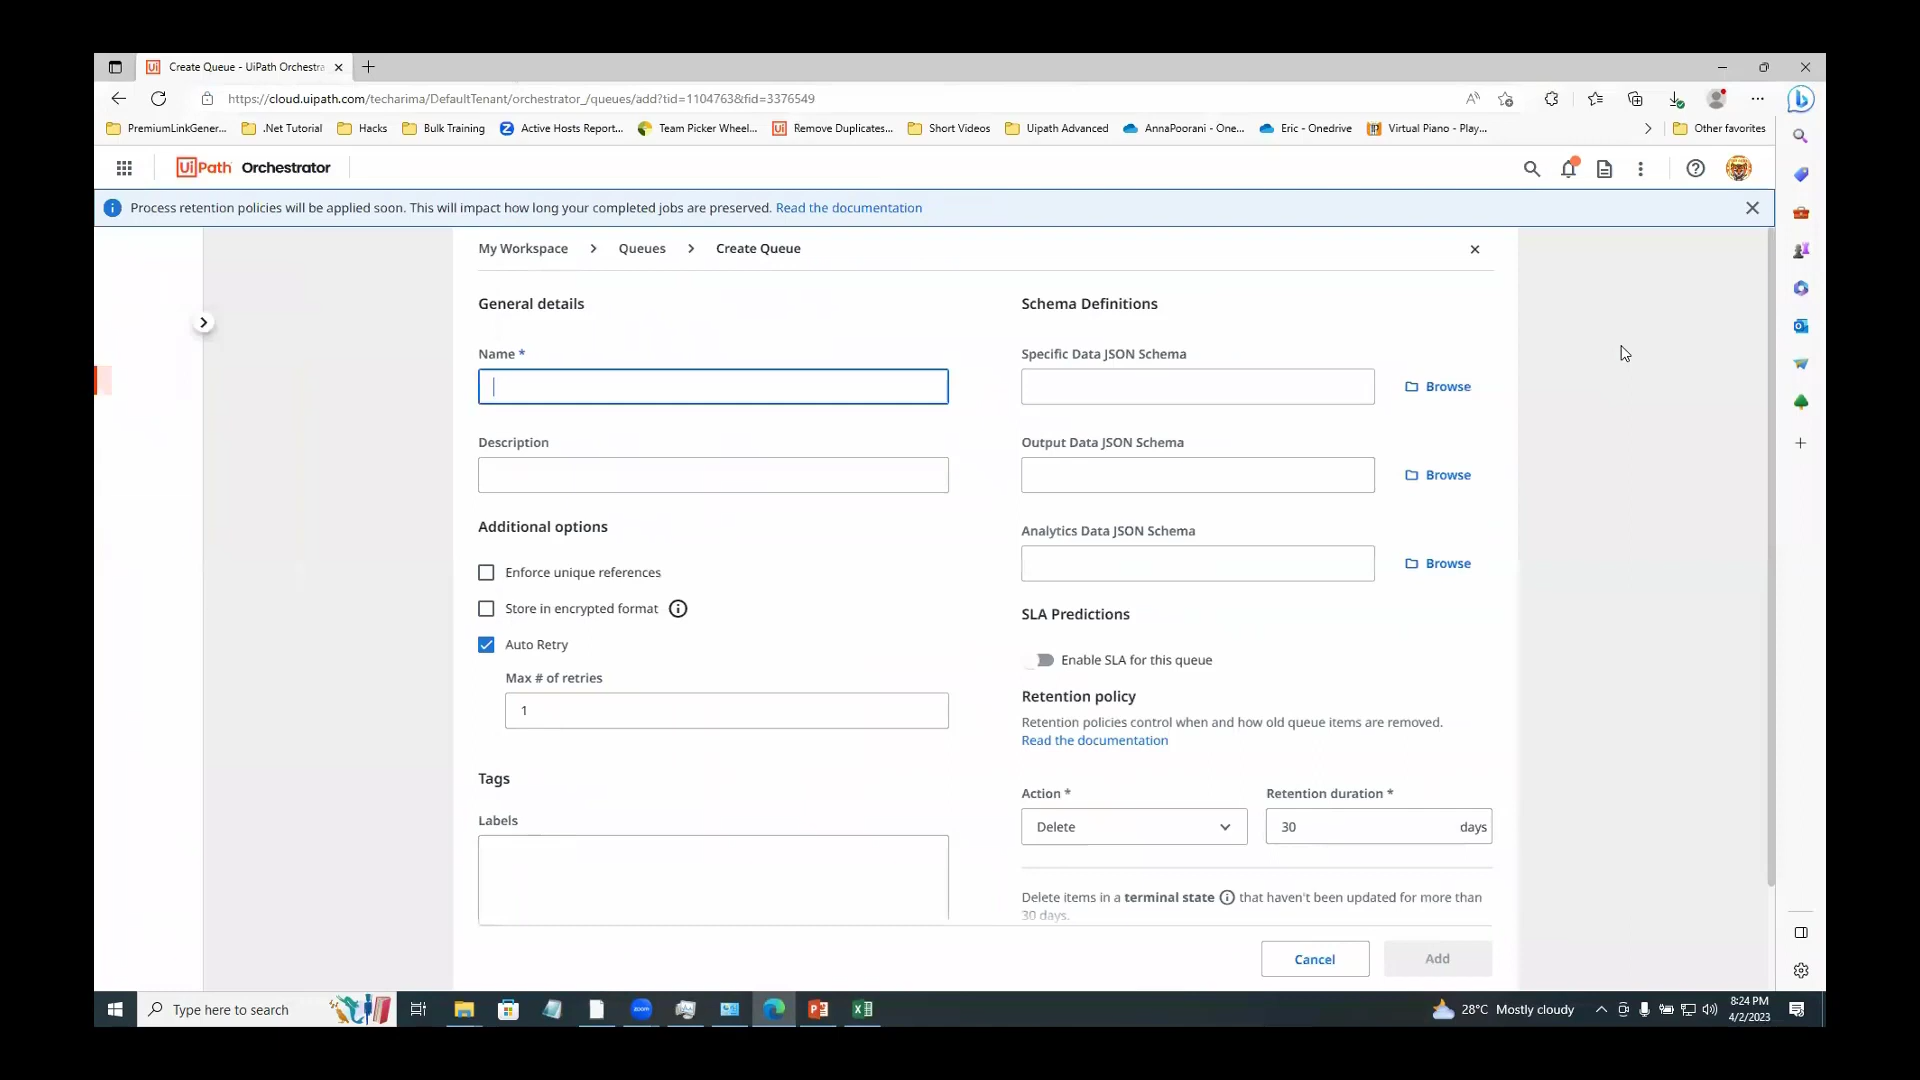 Create Queue - UiPath Orchestra
https://cloud.uipath.com/techarima/DefaultTenant/orchestrator_/queues/add?tid=1104763&fid=3376549
PremiumLinkGener... .Net Tutorial Hacks Bulk Training Active Hosts Report... Team Picker Wheel... Remove Duplicates... Short Videos Uipath Advanced AnnaPoorani - One... Eric - Onedrive Virtual Piano - Play... Other favorites
UiPath Orchestrator
Process retention policies will be applied soon. This will impact how long your completed jobs are preserved. Read the documentation
My Workspace > Queues > Create Queue
General details
Name *
Description
Additional options
Enforce unique references
Store in encrypted format
Auto Retry
Max # of retries
1
Tags
Labels
Schema Definitions
Specific Data JSON Schema
Browse
Output Data JSON Schema
Browse
Analytics Data JSON Schema
Browse
SLA Predictions
Enable SLA for this queue
Retention policy
Retention policies control when and how old queue items are removed.
Read the documentation
Action * Retention duration *
Delete 30 days
Delete items in a terminal state that haven't been updated for more than
30 days.
Cancel Add
Type here to search
zoom
28°C Mostly cloudy
8:24 PM
4/2/2023